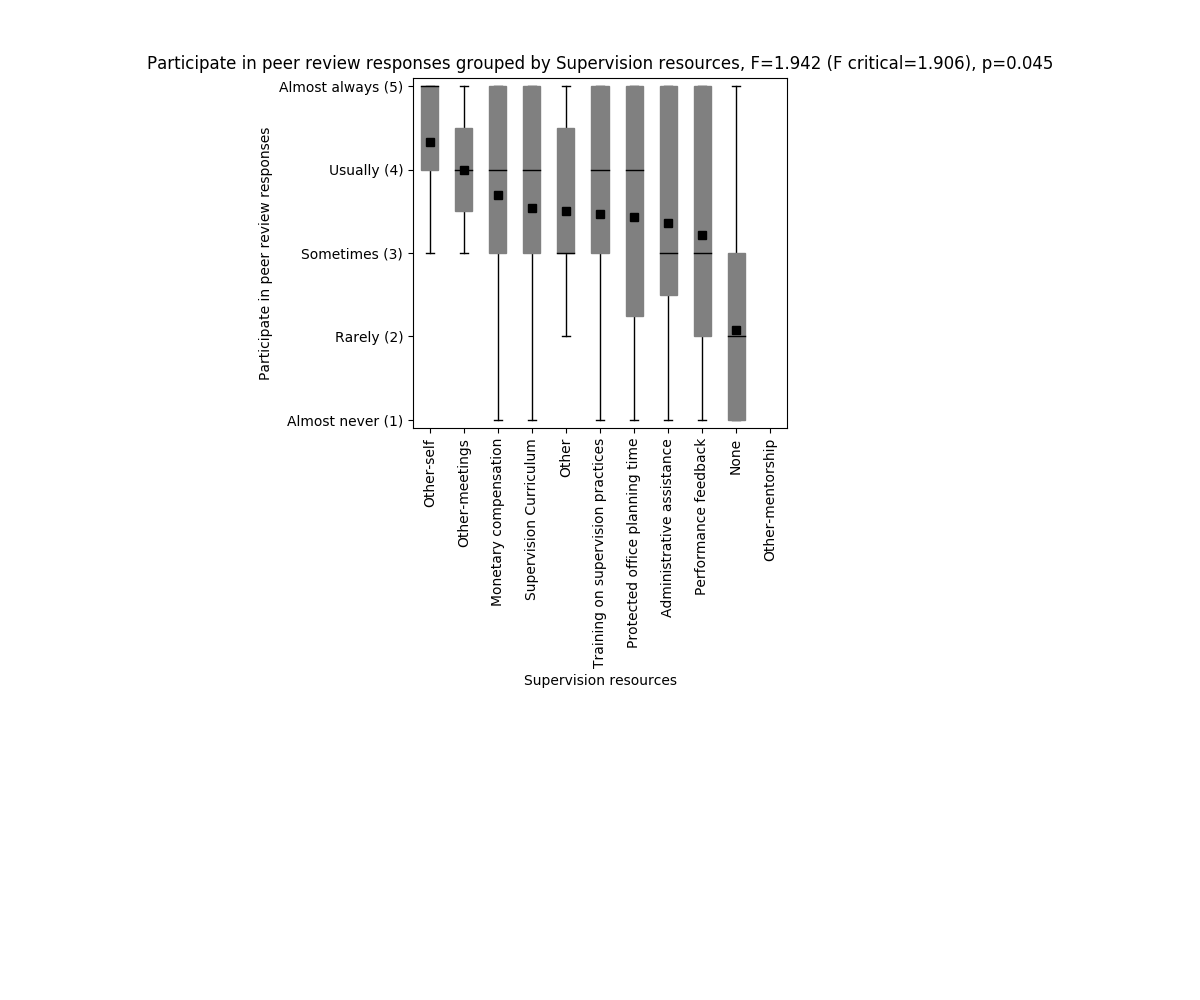 Participate in peer review responses grouped by Supervision resources, F=1.942 (F critical=1.906), p=0.045
Participate in peer review responses
Almost always (5)
Usually (4)
Sometimes (3)
Rarely (2)
Almost never (1)
Other-self
Other-meetings
Monetary compensation
Supervision Curriculum
Other
Training on supervision practices
Protected office planning time
Administrative assistance
Performance feedback
None
Other-mentorship
Supervision resources